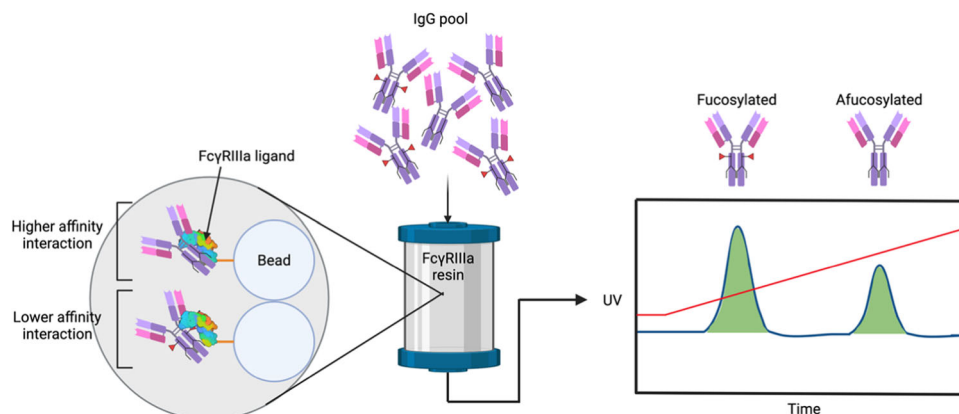 IgG pool
Fucosylated
Afucosylated
FcγRIIIa ligand
Higher affinity
interaction
Bead
FcγRIIIa
resin
Lower affinity
interaction
UV
Time